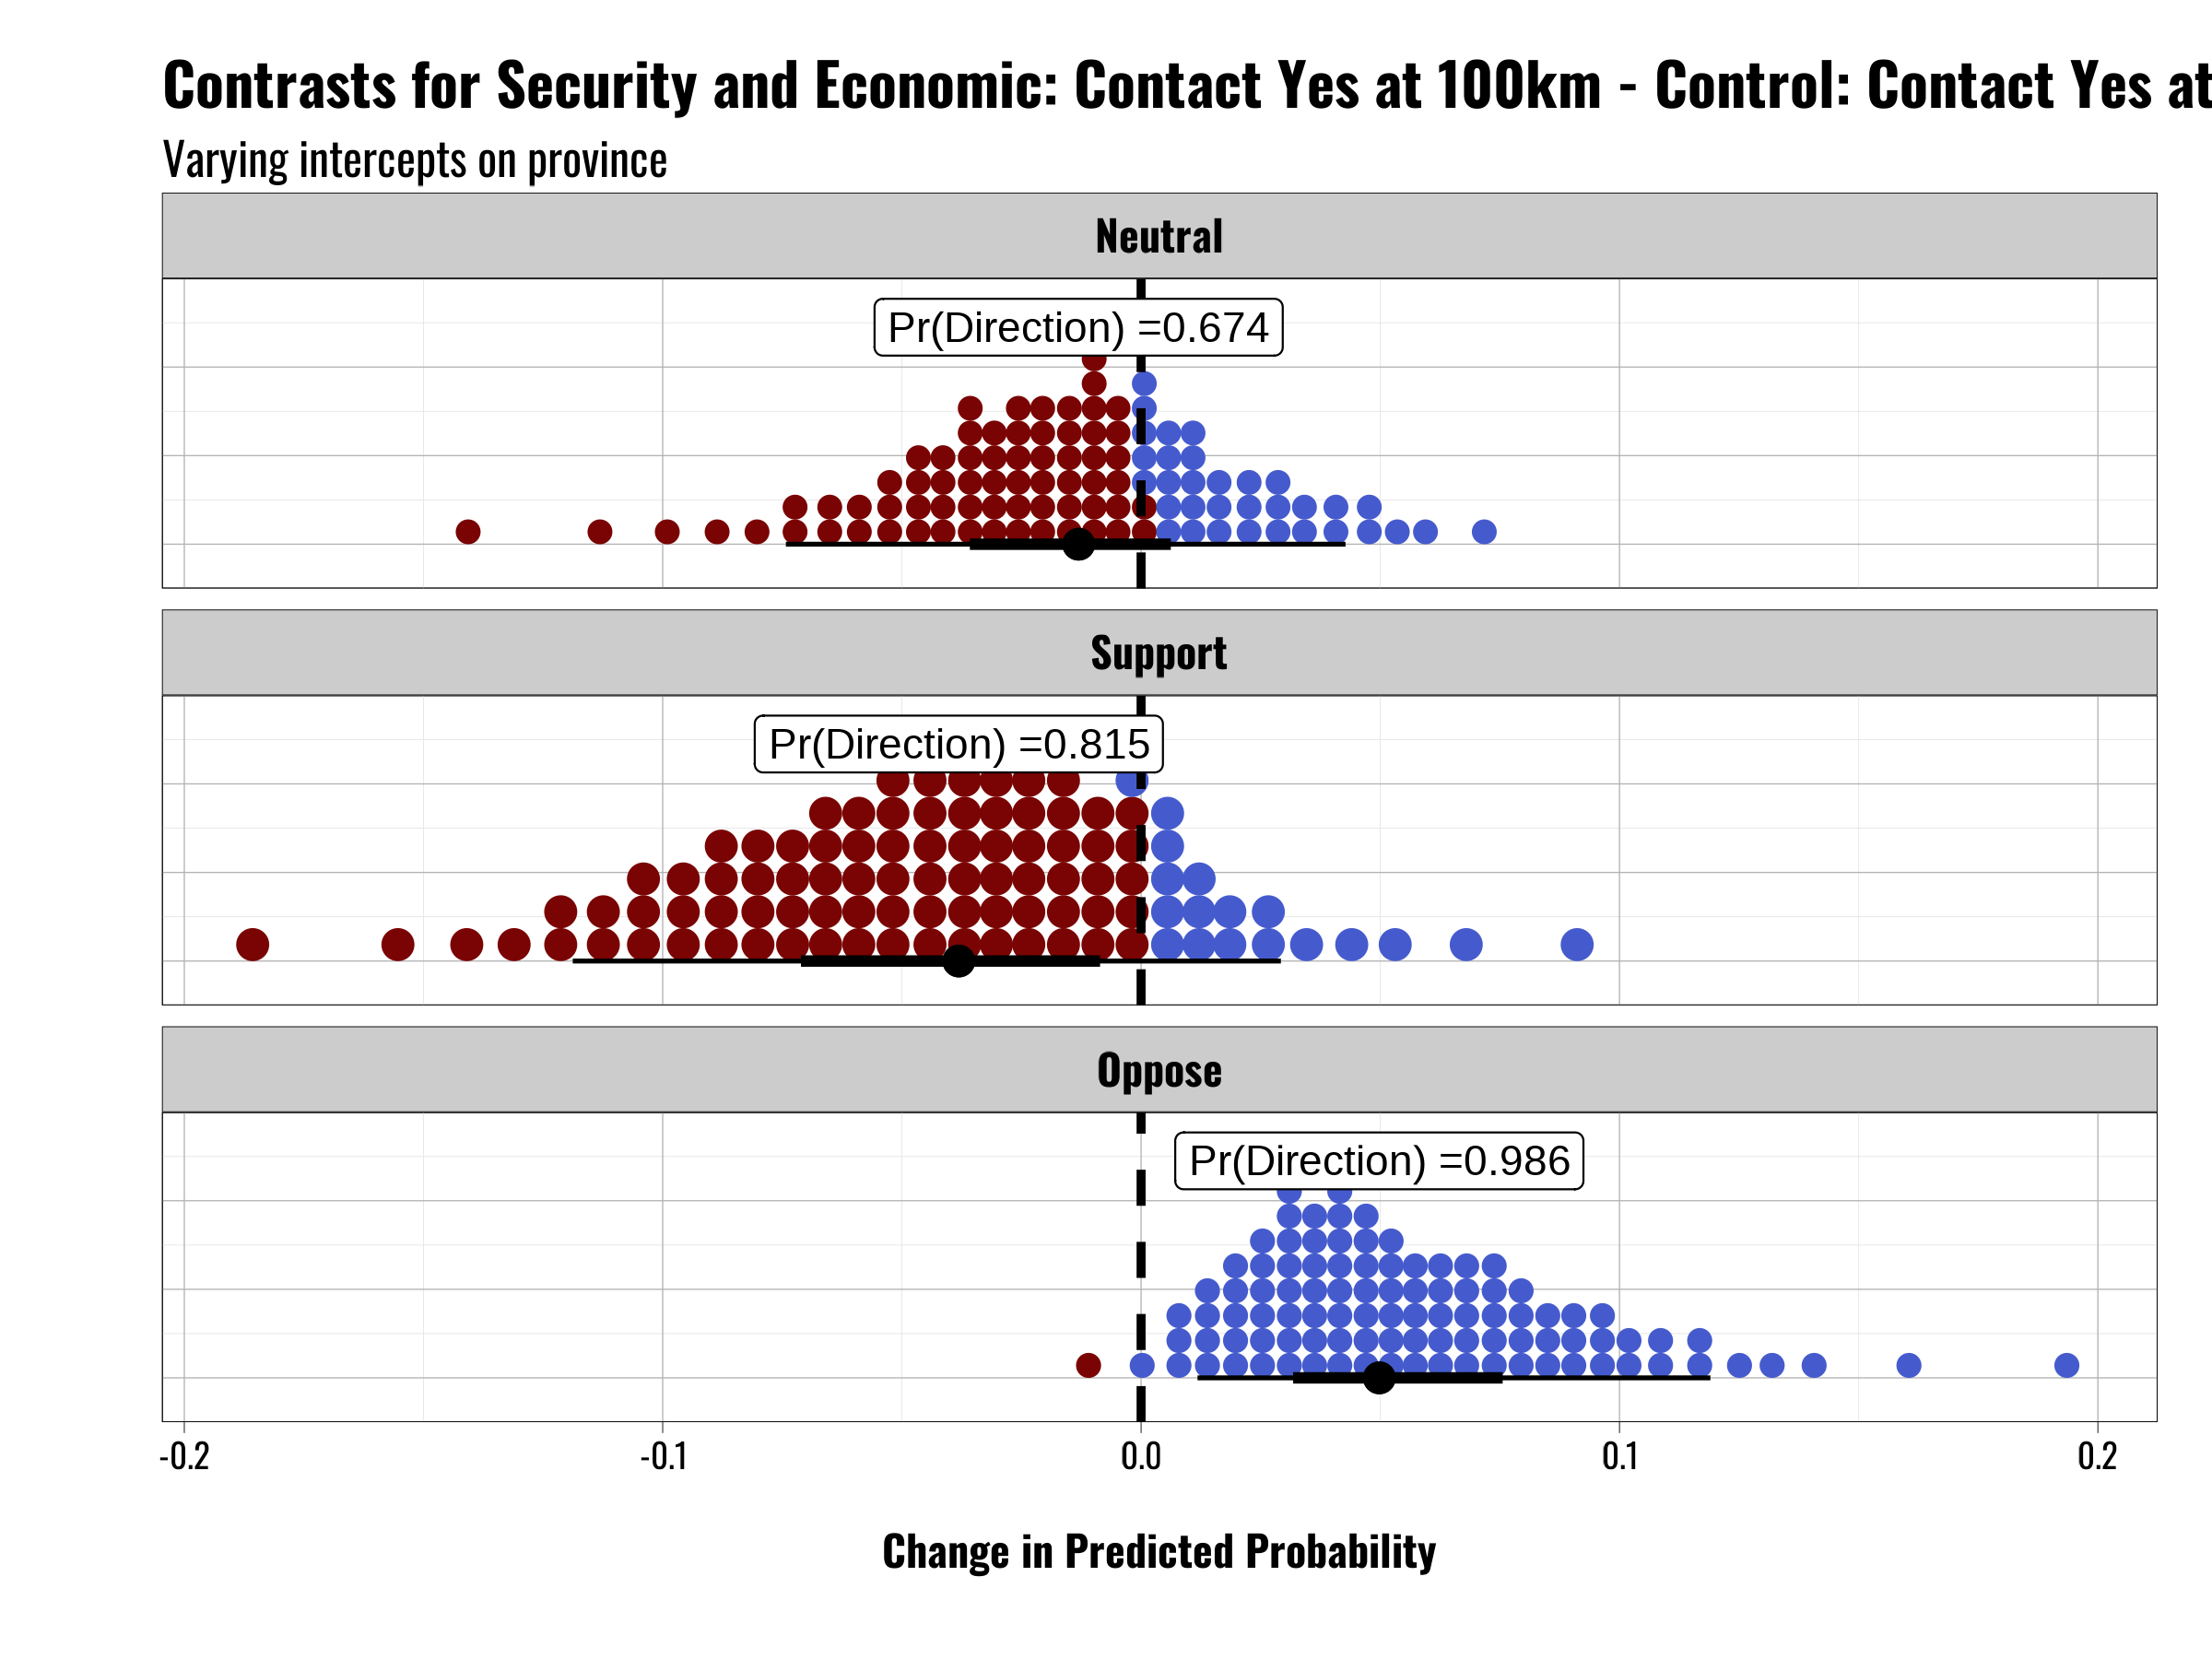 Contrasts for Security and Economic: Contact Yes at 100km - Control: Contact Yes at
Varying intercepts on province
Neutral
Pr(Direction) =0.674
Support
Pr(Direction) =0.815
Oppose
Pr(Direction) =0.986
-0.2 -0.1 0.0 0.1 0.2
Change in Predicted Probability